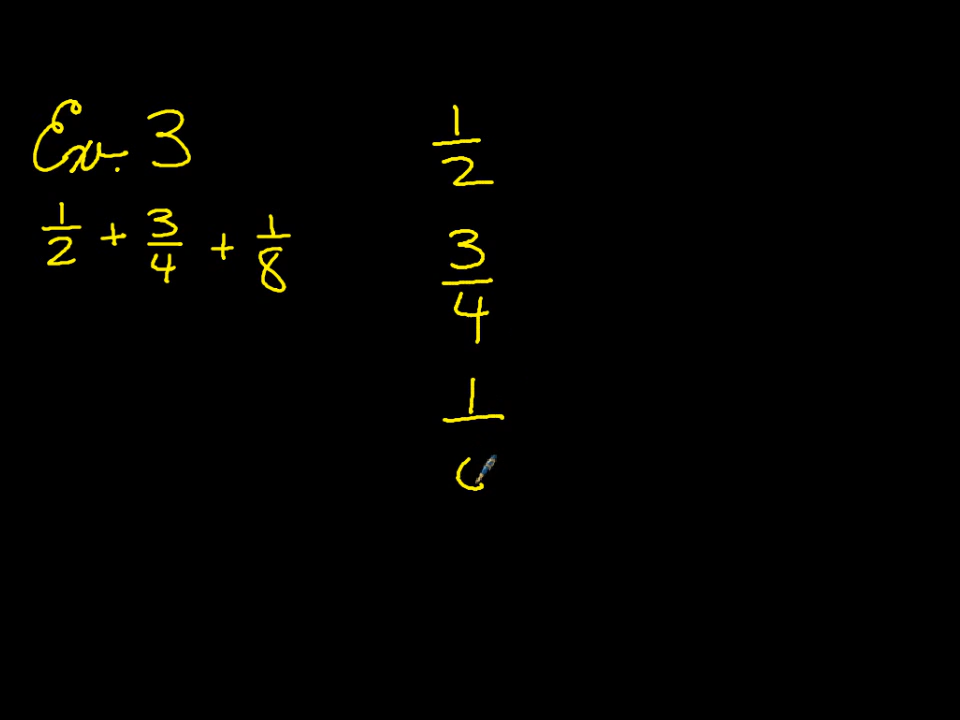 Ex. 3
1/2 + 3/4 + 1/8
1/2
3/4
1/